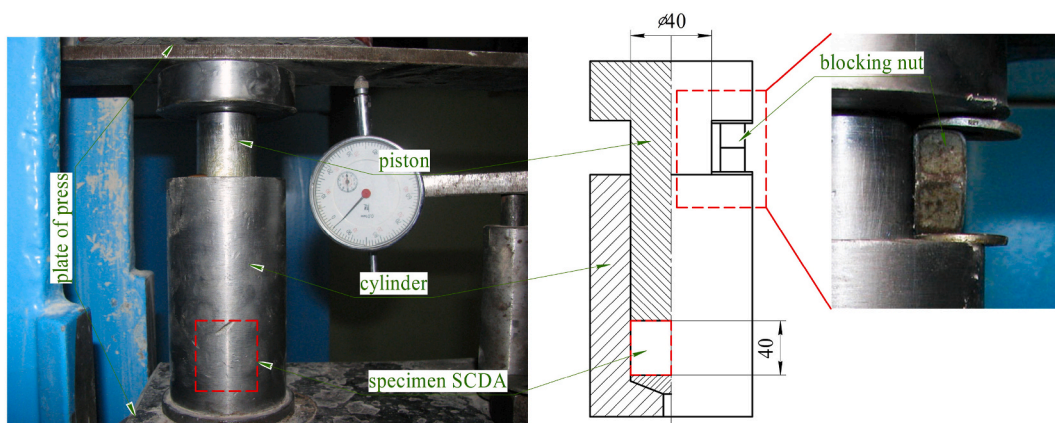 ⌀40
blocking nut
piston
plate of press
cylinder
40
specimen SCDA